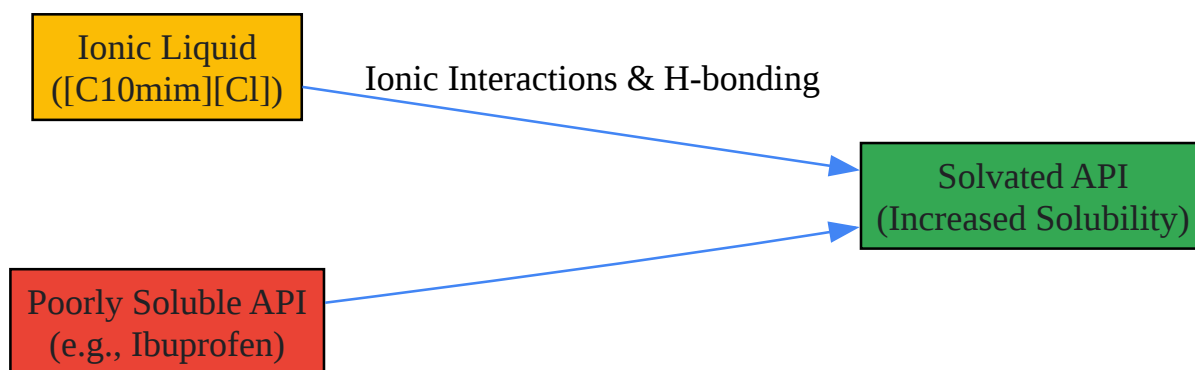 Ionic Liquid
([C10mim][Cl])
Ionic Interactions & H-bonding
Solvated API
(Increased Solubility)
Poorly Soluble API
(e.g., Ibuprofen)